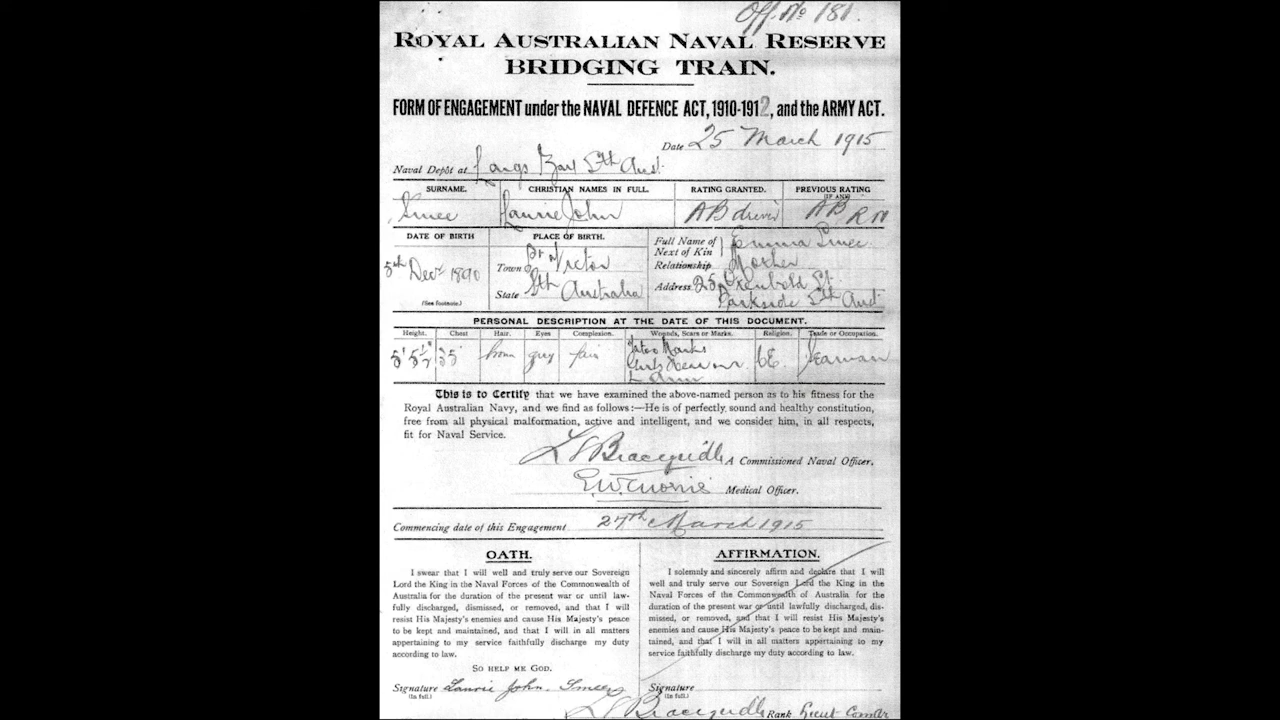 Off. No 181.
ROYAL AUSTRALIAN NAVAL RESERVE
BRIDGING TRAIN.
FORM OF ENGAGEMENT under the NAVAL DEFENCE ACT, 1910-1912, and the ARMY ACT.
Date 25 March 1915
Naval Depôt at Largs Bay Sth Aust.
SURNAME. CHRISTIAN NAMES IN FULL. RATING GRANTED. PREVIOUS RATING (IF ANY)
Smee Laurie John AB driver AB RN
DATE OF BIRTH PLACE OF BIRTH. Full Name of Next of Kin Emma Smee
5th Decr 1890 Town Pt Victor Relationship Mother
State Sth Australia Address 25 St.
(See footnote.) Parkside Sth Aust
PERSONAL DESCRIPTION AT THE DATE OF THIS DOCUMENT.
Height. Chest Hair. Eyes Complexion. Wounds, Scars or Marks. Religion. Trade or Occupation.
35 brown grey fair CE. Seaman
This is to Certify that we have examined the above-named person as to his fitness for the
Royal Australian Navy, and we find as follows:—He is of perfectly sound and healthy constitution,
free from all physical malformation, active and intelligent, and we consider him, in all respects,
fit for Naval Service.
L S Bracegirdle A Commissioned Naval Officer.
Medical Officer.
Commencing date of this Engagement 27th March 1915
OATH.
I swear that I will well and truly serve our Sovereign
Lord the King in the Naval Forces of the Commonwealth of
Australia for the duration of the present war or until law-
fully discharged, dismissed, or removed, and that I will
resist His Majesty's enemies and cause His Majesty's peace
to be kept and maintained, and that I will in all matters
appertaining to my service faithfully discharge my duty
according to law.
SO HELP ME GOD.
Signature (In full.) Laurie John Smee
AFFIRMATION.
I solemnly and sincerely affirm and declare that I will
well and truly serve our Sovereign Lord the King in the
Naval Forces of the Commonwealth of Australia for the
duration of the present war or until lawfully discharged, dis-
missed, or removed, and that I will resist His Majesty's
enemies and cause His Majesty's peace to be kept and main-
tained, and that I will in all matters appertaining to my
service faithfully discharge my duty according to law.
Signature (In full.)
L S Bracegirdle Rank Lieut Comdr